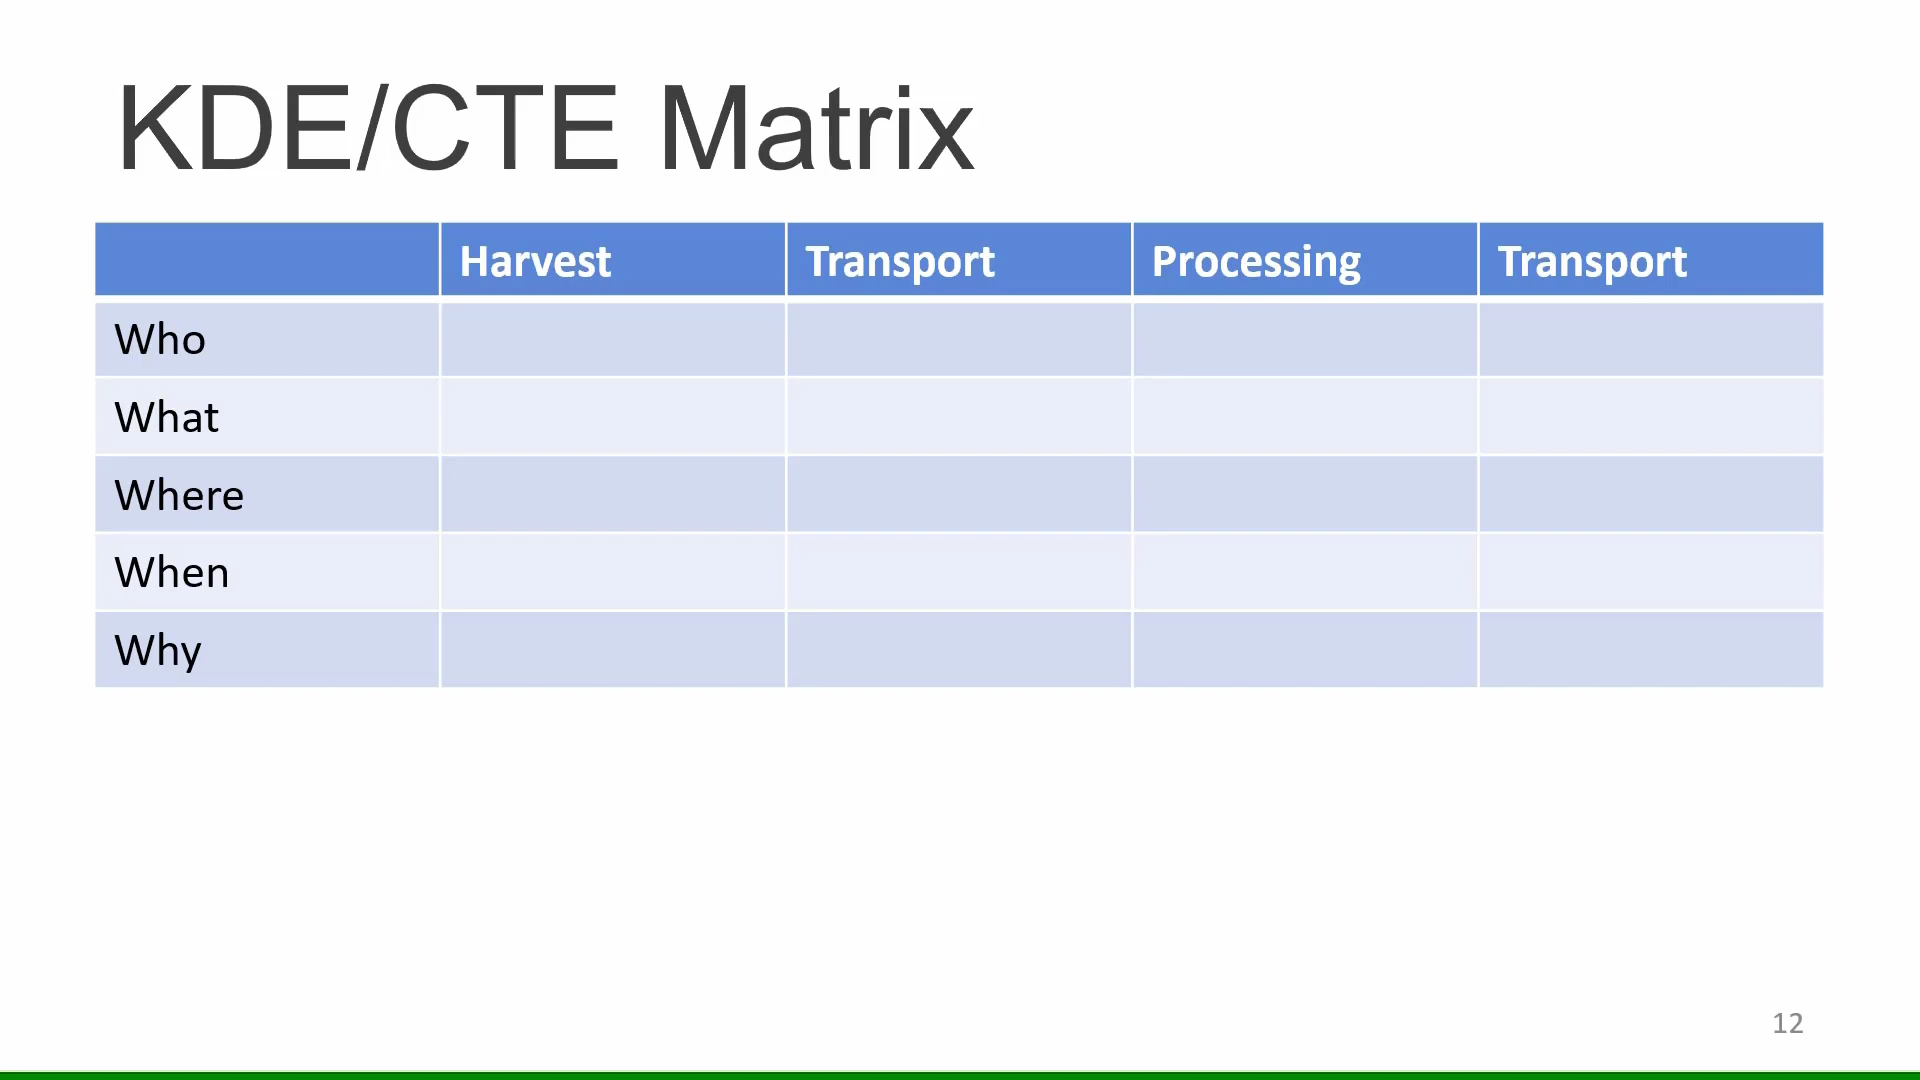 KDE/CTE Matrix
Harvest Transport Processing Transport
Who
What
Where
When
Why
12